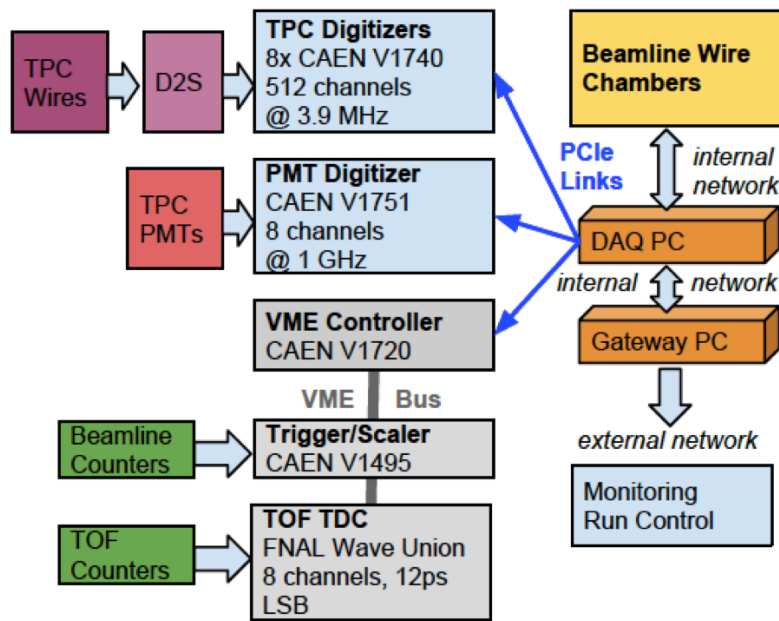 TPC
Wires
D2S
TPC Digitizers
8x CAEN V1740
512 channels
@ 3.9 MHz
TPC
PMTs
PMT Digitizer
CAEN V1751
8 channels
@ 1 GHz
VME Controller
CAEN V1720
VME Bus
Beamline
Counters
Trigger/Scaler
CAEN V1495
TOF
Counters
TOF TDC
FNAL Wave Union
8 channels, 12ps
LSB
PCIe
Links
Beamline Wire
Chambers
internal
network
DAQ PC
internal network
Gateway PC
external network
Monitoring
Run Control